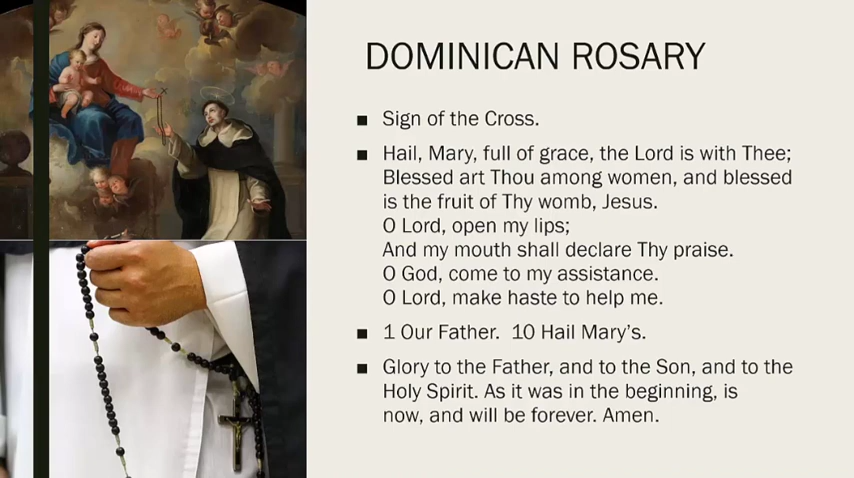 DOMINICAN ROSARY
■ Sign of the Cross.
■ Hail, Mary, full of grace, the Lord is with Thee;
Blessed art Thou among women, and blessed
is the fruit of Thy womb, Jesus.
O Lord, open my lips;
And my mouth shall declare Thy praise.
O God, come to my assistance.
O Lord, make haste to help me.
■ 1 Our Father.  10 Hail Mary's.
■ Glory to the Father, and to the Son, and to the
Holy Spirit. As it was in the beginning, is
now, and will be forever. Amen.